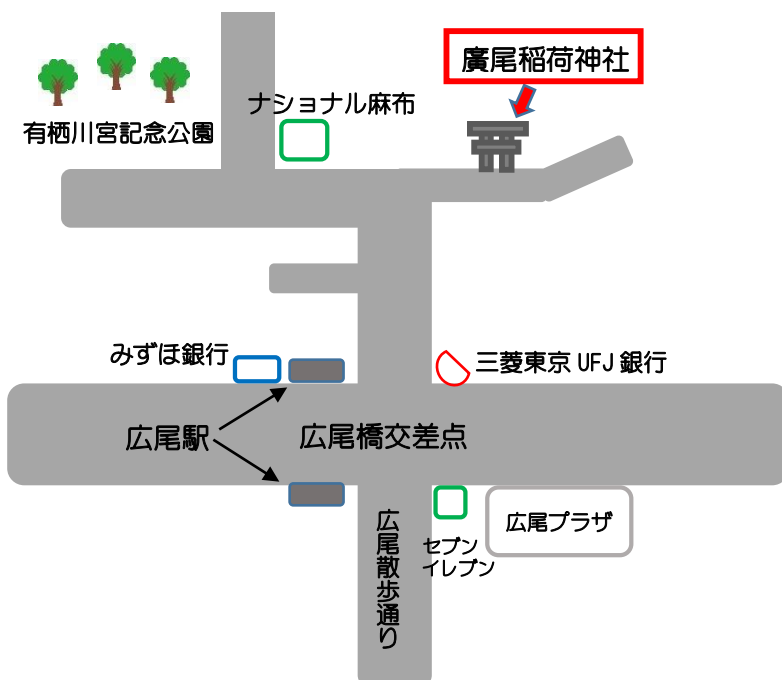 廣尾稲荷神社
ナショナル麻布
有栖川宮記念公園
みずほ銀行
三菱東京UFJ銀行
広尾駅
広尾橋交差点
広尾散歩通り
セブン
イレブン
広尾プラザ